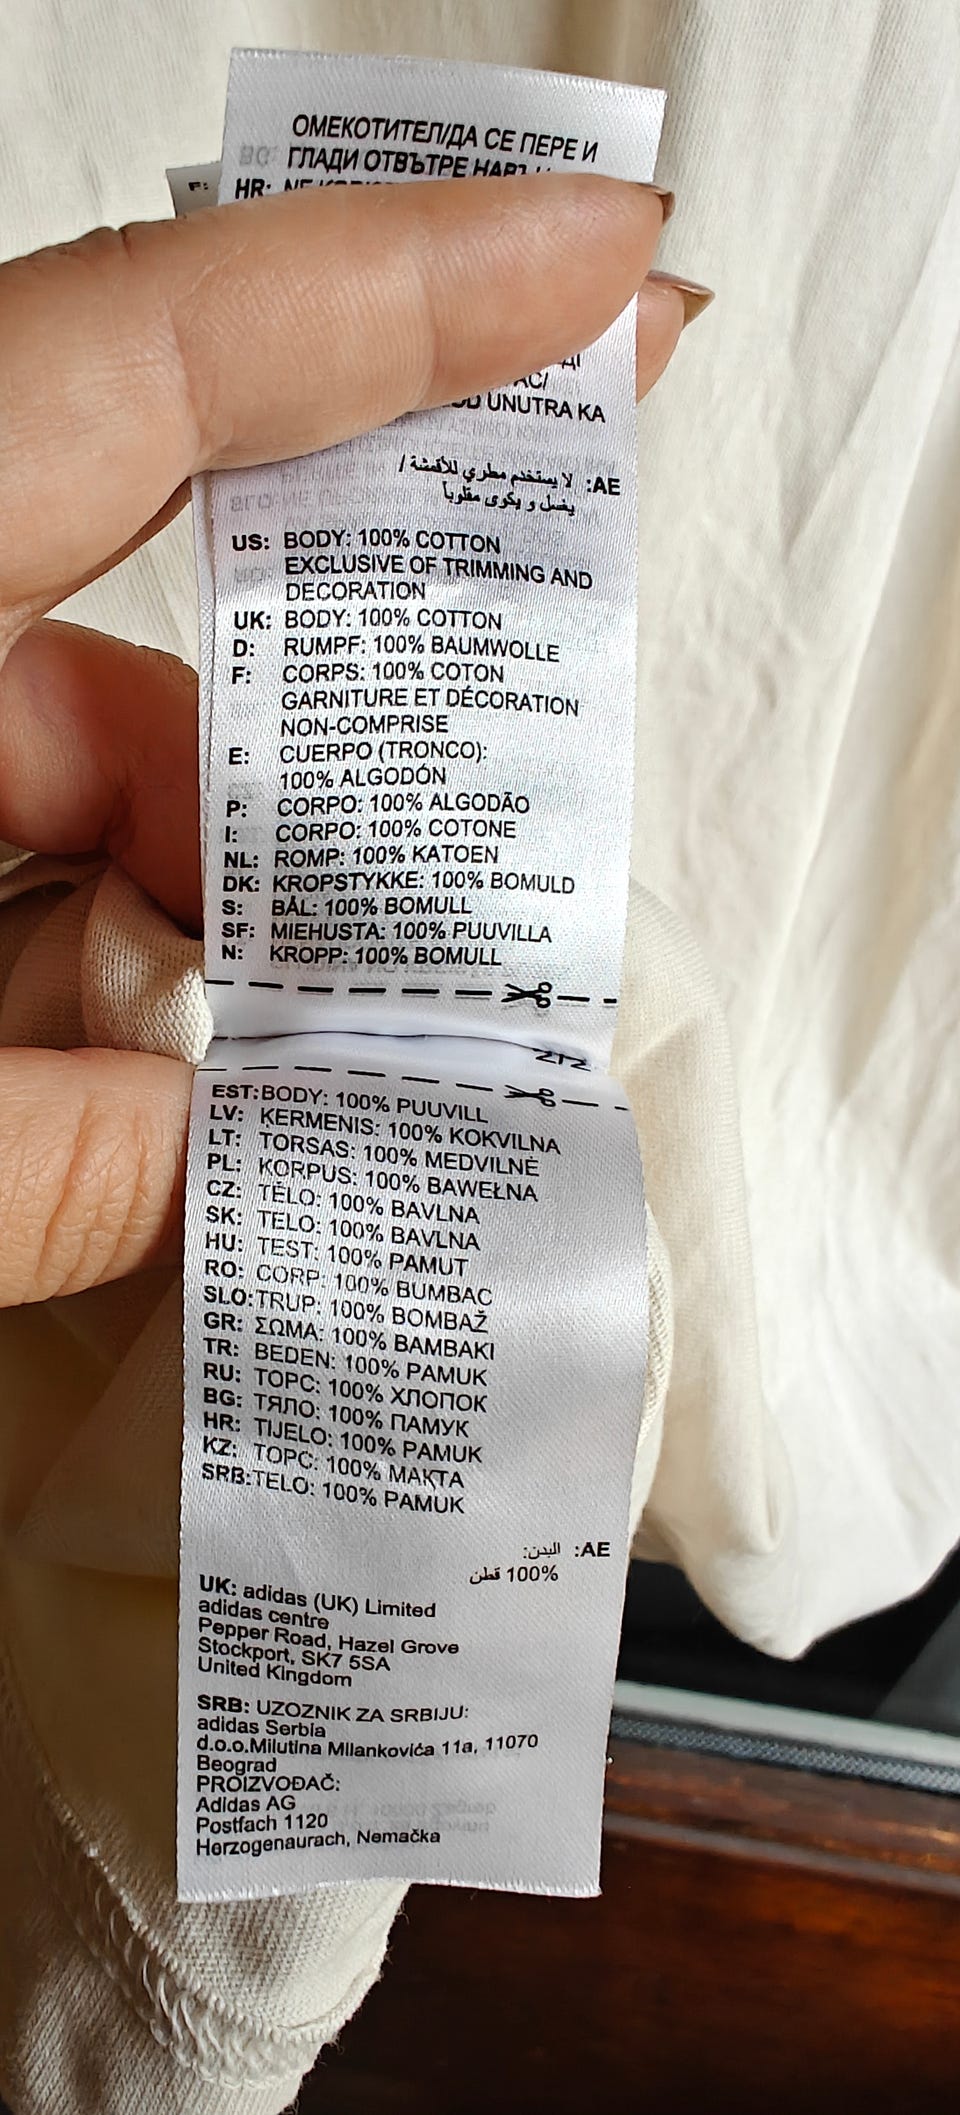 ОМЕКОТИТЕЛ/ДА СЕ ПЕРЕ И
ГЛАДИ ОТВЪТРЕ
HR: NE
F:
UNUTRA KA
AE: لا يستخدم مطري للأقمشة /
يغسل و يكوى مقلوباً
US: BODY: 100% COTTON
EXCLUSIVE OF TRIMMING AND
DECORATION
UK: BODY: 100% COTTON
D: RUMPF: 100% BAUMWOLLE
F: CORPS: 100% COTON
GARNITURE ET DÉCORATION
NON-COMPRISE
E: CUERPO (TRONCO):
100% ALGODÓN
P: CORPO: 100% ALGODÃO
I: CORPO: 100% COTONE
NL: ROMP: 100% KATOEN
DK: KROPSTYKKE: 100% BOMULD
S: BÅL: 100% BOMULL
SF: MIEHUSTA: 100% PUUVILLA
N: KROPP: 100% BOMULL
EST: BODY: 100% PUUVILL
LV: ĶERMENIS: 100% KOKVILNA
LT: TORSAS: 100% MEDVILNĖ
PL: KORPUS: 100% BAWEŁNA
CZ: TĚLO: 100% BAVLNA
SK: TELO: 100% BAVLNA
HU: TEST: 100% PAMUT
RO: CORP: 100% BUMBAC
SLO: TRUP: 100% BOMBAŽ
GR: ΣΩΜΑ: 100% ΒΑΜΒΑΚΙ
TR: BEDEN: 100% PAMUK
RU: ТОРС: 100% ХЛОПОК
BG: ТЯЛО: 100% ПАМУК
HR: TIJELO: 100% PAMUK
KZ: ТОРС: 100% МАҚТА
SRB: TELO: 100% PAMUK
AE: البدن:
100% قطن
UK: adidas (UK) Limited
adidas centre
Pepper Road, Hazel Grove
Stockport, SK7 5SA
United Kingdom
SRB: UZOZNIK ZA SRBIJU:
adidas Serbia
d.o.o.Milutina Milankovića 11a, 11070
Beograd
PROIZVOĐAČ:
Adidas AG
Postfach 1120
Herzogenaurach, Nemačka